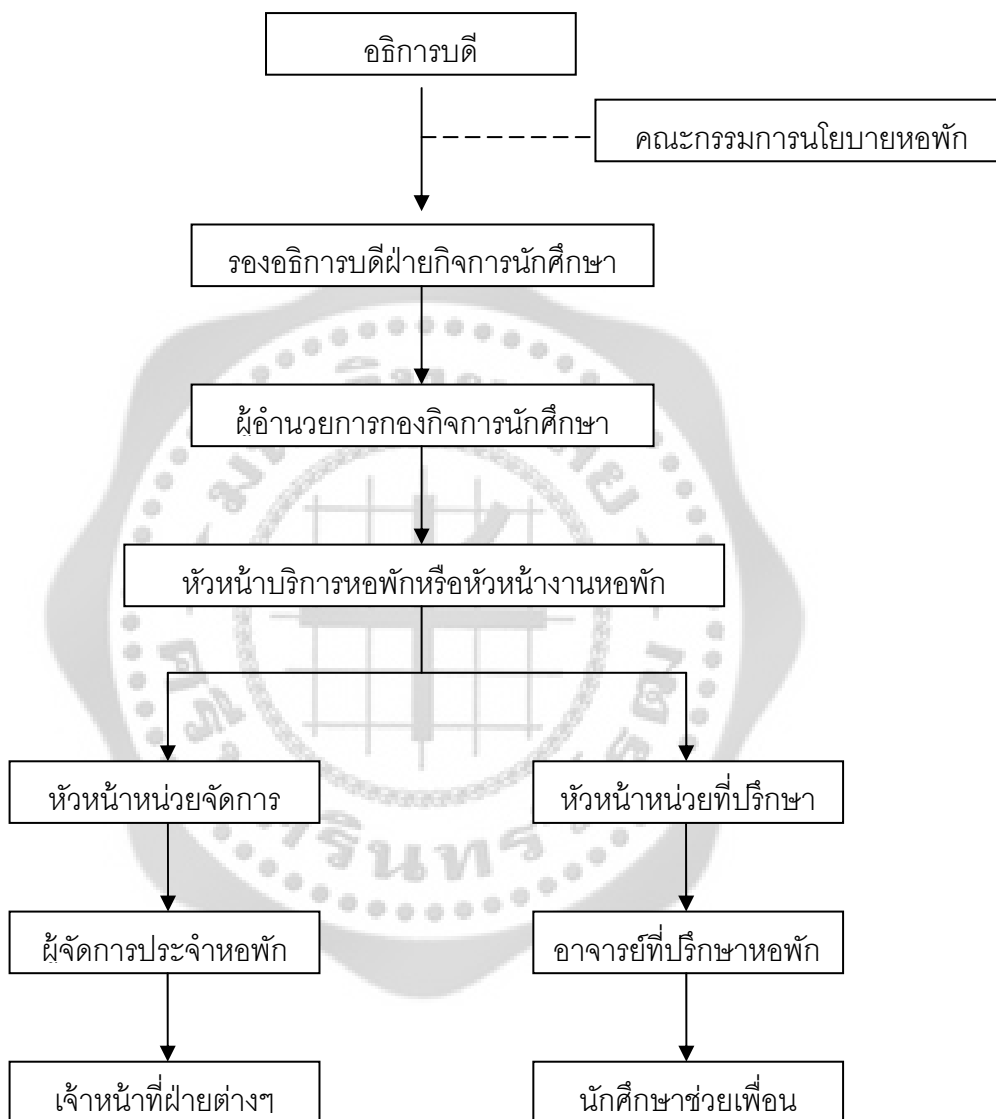 อธิการบดี
คณะกรรมการนโยบายหอพัก
รองอธิการบดีฝ่ายกิจการนักศึกษา
ผู้อำนวยการกองกิจการนักศึกษา
หัวหน้าบริการหอพักหรือหัวหน้างานหอพัก
หัวหน้าหน่วยจัดการ
หัวหน้าหน่วยที่ปรึกษา
ผู้จัดการประจำหอพัก
อาจารย์ที่ปรึกษาหอพัก
เจ้าหน้าที่ฝ่ายต่างๆ
นักศึกษาช่วยเพื่อน